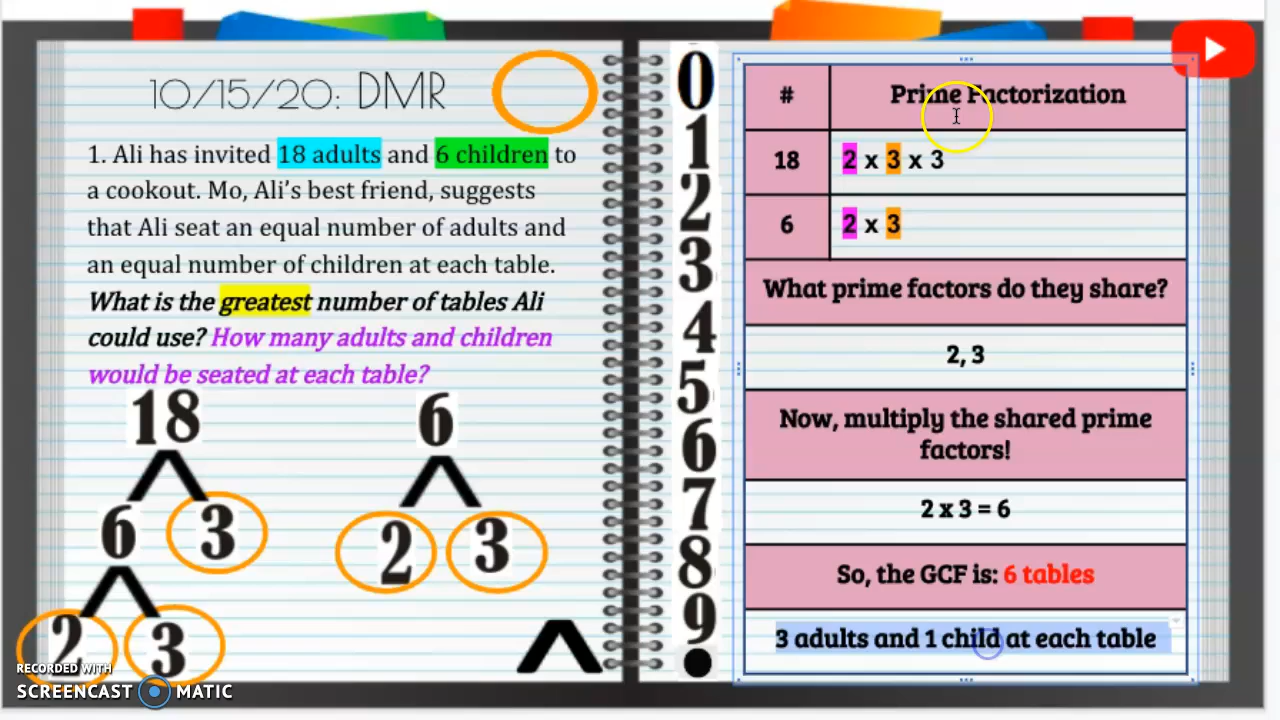 10/15/20: DMR
1. Ali has invited 18 adults and 6 children to
a cookout. Mo, Ali's best friend, suggests
that Ali seat an equal number of adults and
an equal number of children at each table.
What is the greatest number of tables Ali
could use? How many adults and children
would be seated at each table?
18
6
6 3
2 3
2 3
RECORDED WITH
SCREENCAST MATIC
0
1
2
3
4
5
6
7
8
9
# Prime Factorization
18 2 x 3 x 3
6 2 x 3
What prime factors do they share?
2, 3
Now, multiply the shared prime
factors!
2 x 3 = 6
So, the GCF is: 6 tables
3 adults and 1 child at each table